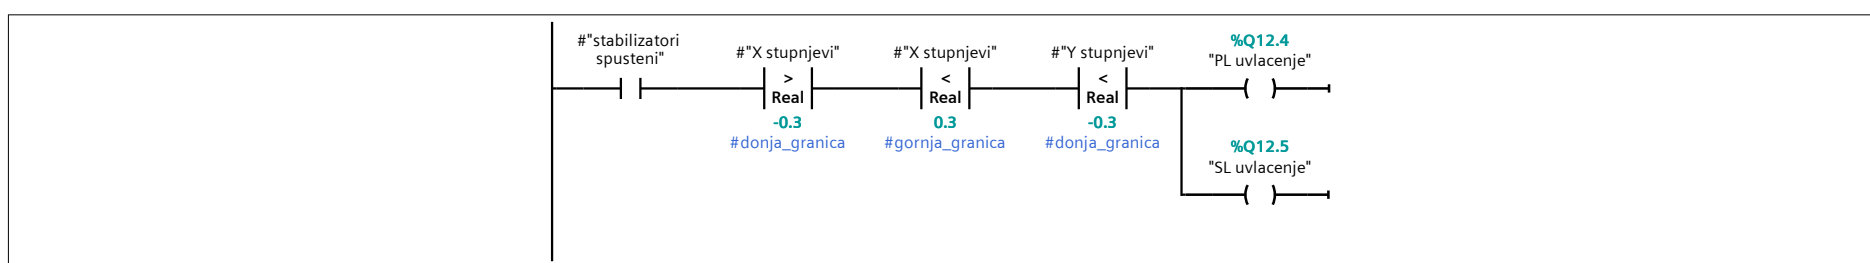 #"stabilizatori
spusteni"
#"X stupnjevi"
>
Real
-0.3
#donja_granica
#"X stupnjevi"
<
Real
0.3
#gornja_granica
#"Y stupnjevi"
<
Real
-0.3
#donja_granica
%Q12.4
"PL uvlacenje"
%Q12.5
"SL uvlacenje"